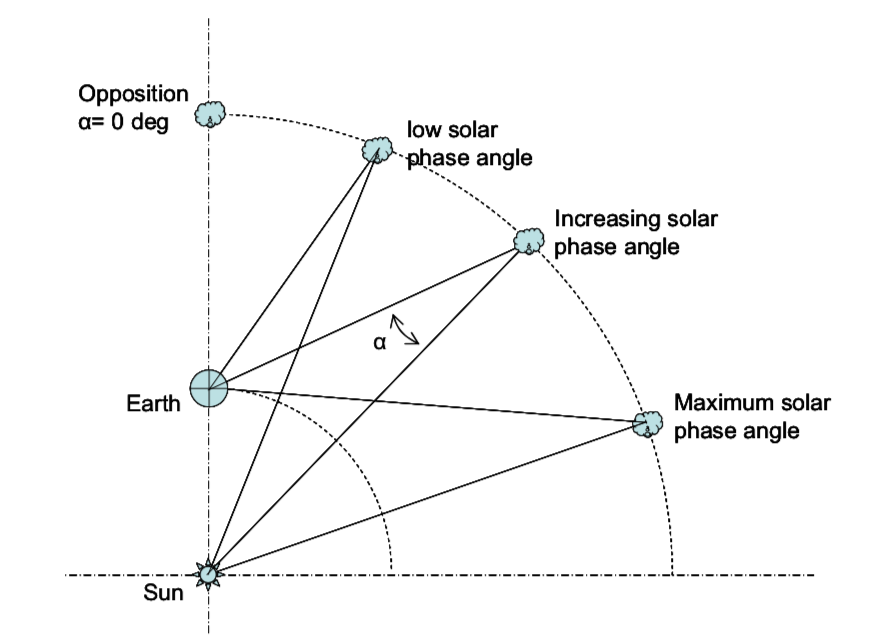 Opposition
α= 0 deg
low solar
phase angle
Increasing solar
phase angle
α
Earth
Maximum solar
phase angle
Sun